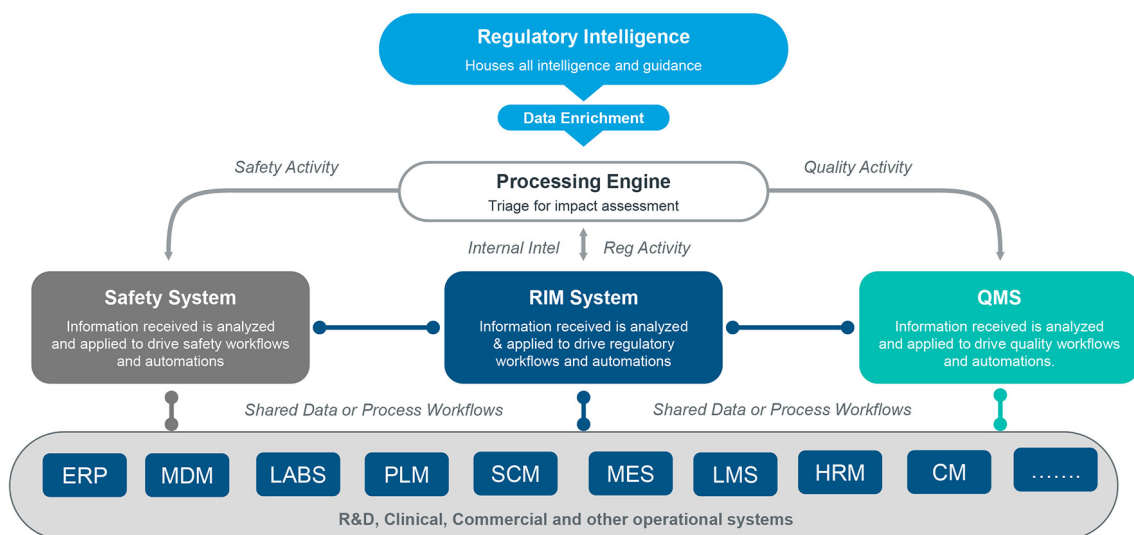 Regulatory Intelligence
Houses all intelligence and guidance
Data Enrichment
Safety Activity
Quality Activity
Processing Engine
Triage for impact assessment
Internal Intel
Reg Activity
Safety System
Information received is analyzed
and applied to drive safety workflows
and automations
RIM System
Information received is analyzed
& applied to drive regulatory
workflows and automations
QMS
Information received is analyzed
and applied to drive quality workflows
and automations.
Shared Data or Process Workflows
Shared Data or Process Workflows
ERP
MDM
LABS
PLM
SCM
MES
LMS
HRM
CM
.......
R&D, Clinical, Commercial and other operational systems